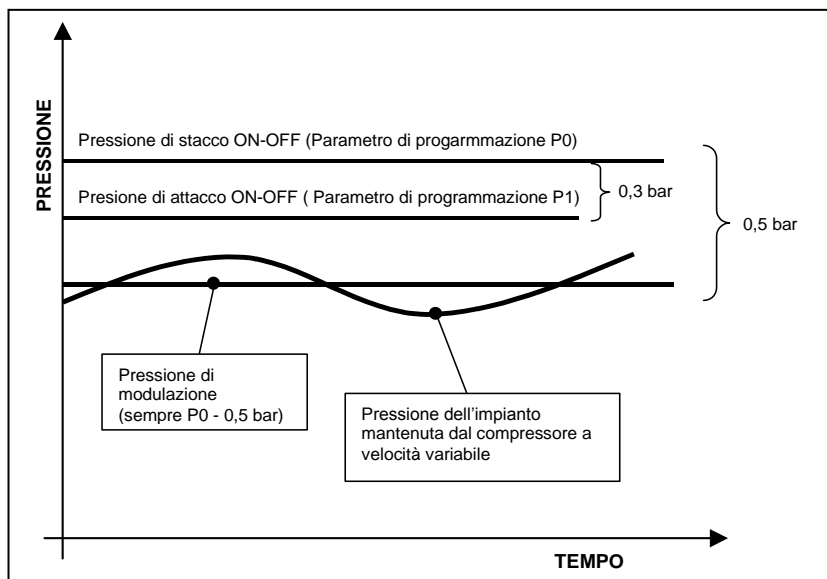 PRESSIONE
Pressione di stacco ON-OFF (Parametro di progarmmazione P0)
Presione di attacco ON-OFF ( Parametro di programmazione P1)
0,3 bar
0,5 bar
Pressione di
modulazione
(sempre P0 - 0,5 bar)
Pressione dell'impianto
mantenuta dal compressore a
velocità variabile
TEMPO